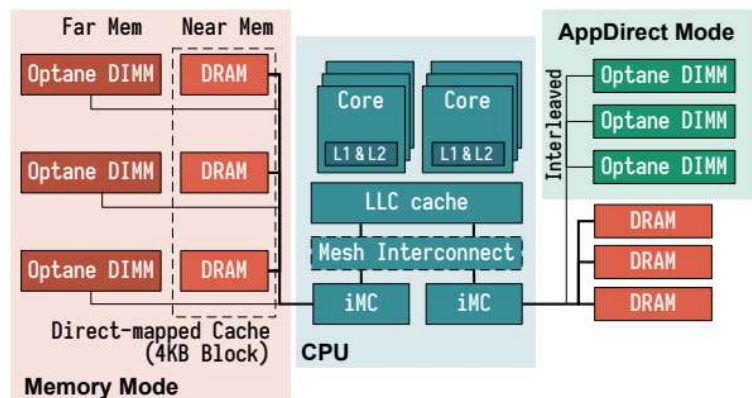 Far Mem
Near Mem
Optane DIMM
DRAM
Optane DIMM
DRAM
Optane DIMM
DRAM
Direct-mapped Cache
(4KB Block)
Memory Mode
Core
L1&L2
Core
L1&L2
LLC cache
Mesh Interconnect
iMC
iMC
CPU
AppDirect Mode
Interleaved
Optane DIMM
Optane DIMM
Optane DIMM
DRAM
DRAM
DRAM